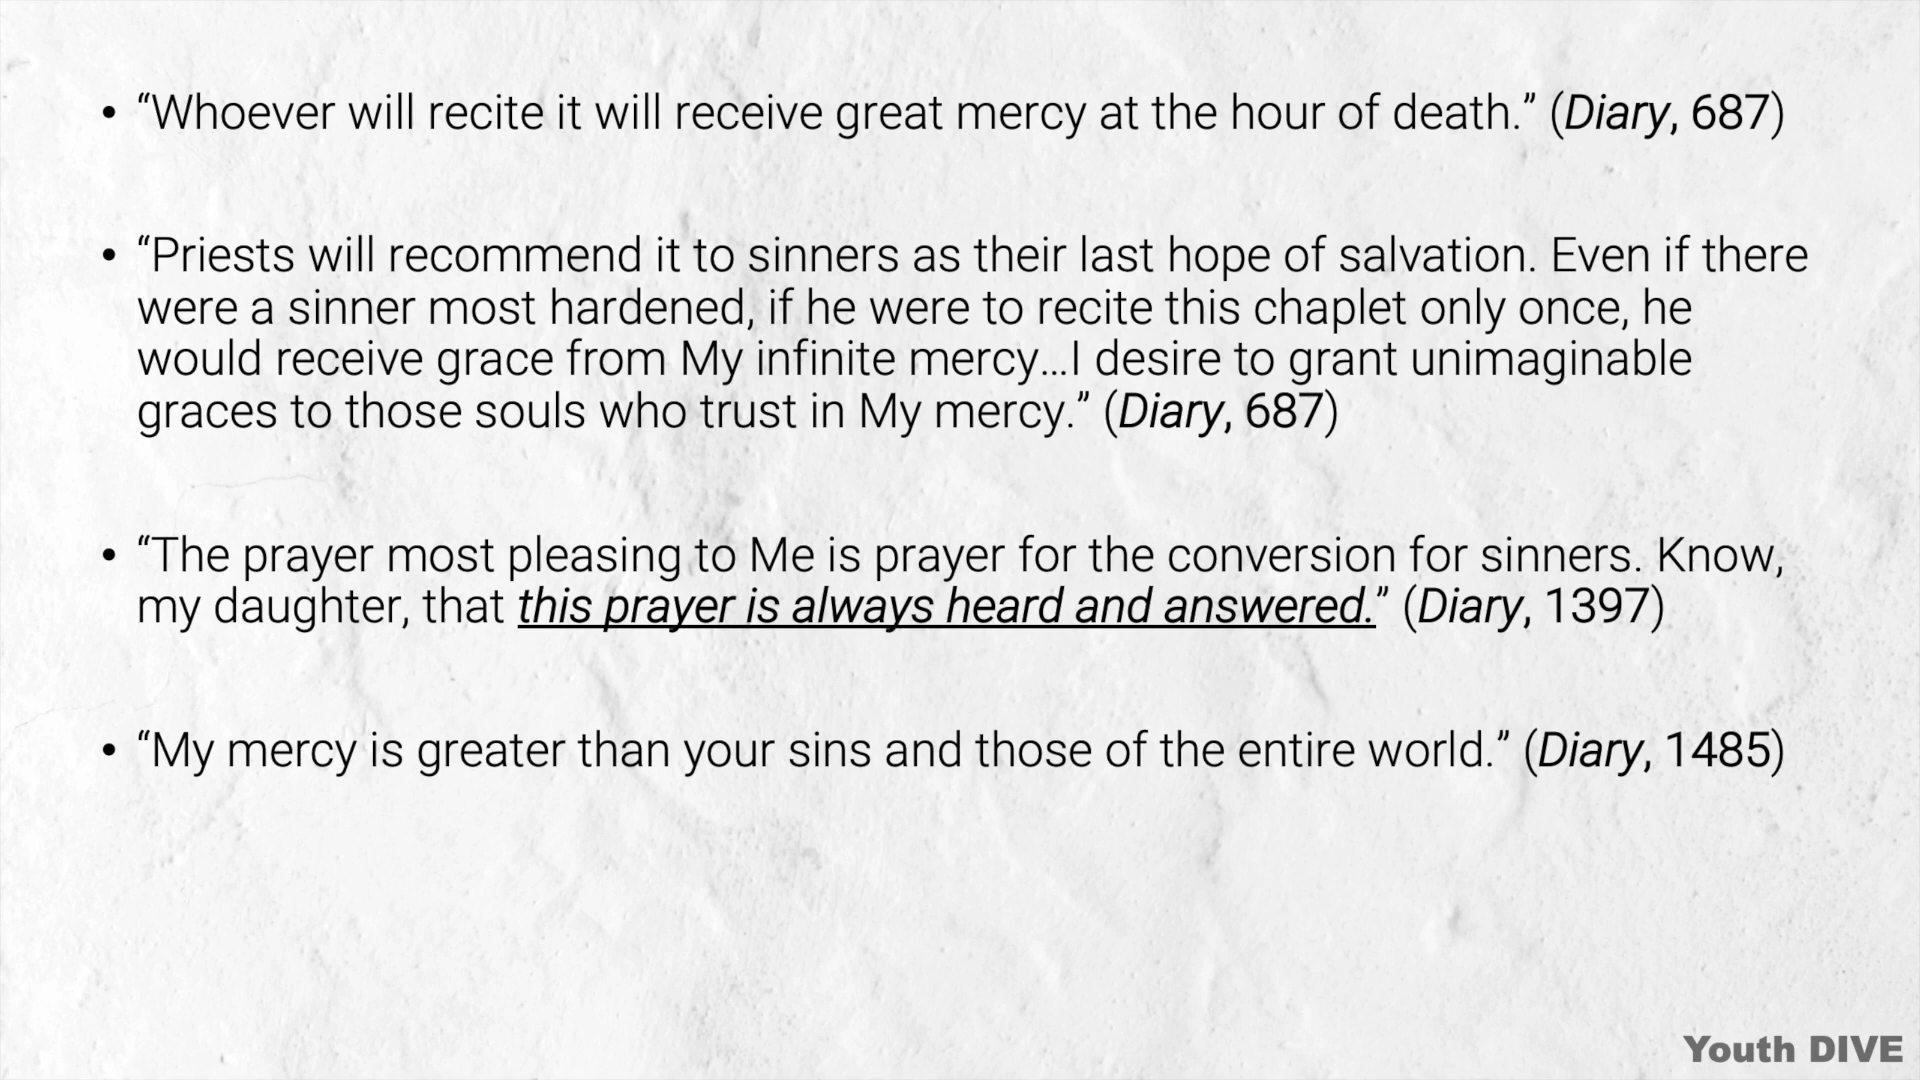 • “Whoever will recite it will receive great mercy at the hour of death.” (Diary, 687)
• “Priests will recommend it to sinners as their last hope of salvation. Even if there
were a sinner most hardened, if he were to recite this chaplet only once, he
would receive grace from My infinite mercy…I desire to grant unimaginable
graces to those souls who trust in My mercy.” (Diary, 687)
• “The prayer most pleasing to Me is prayer for the conversion for sinners. Know,
my daughter, that this prayer is always heard and answered.” (Diary, 1397)
• “My mercy is greater than your sins and those of the entire world.” (Diary, 1485)
Youth DIVE